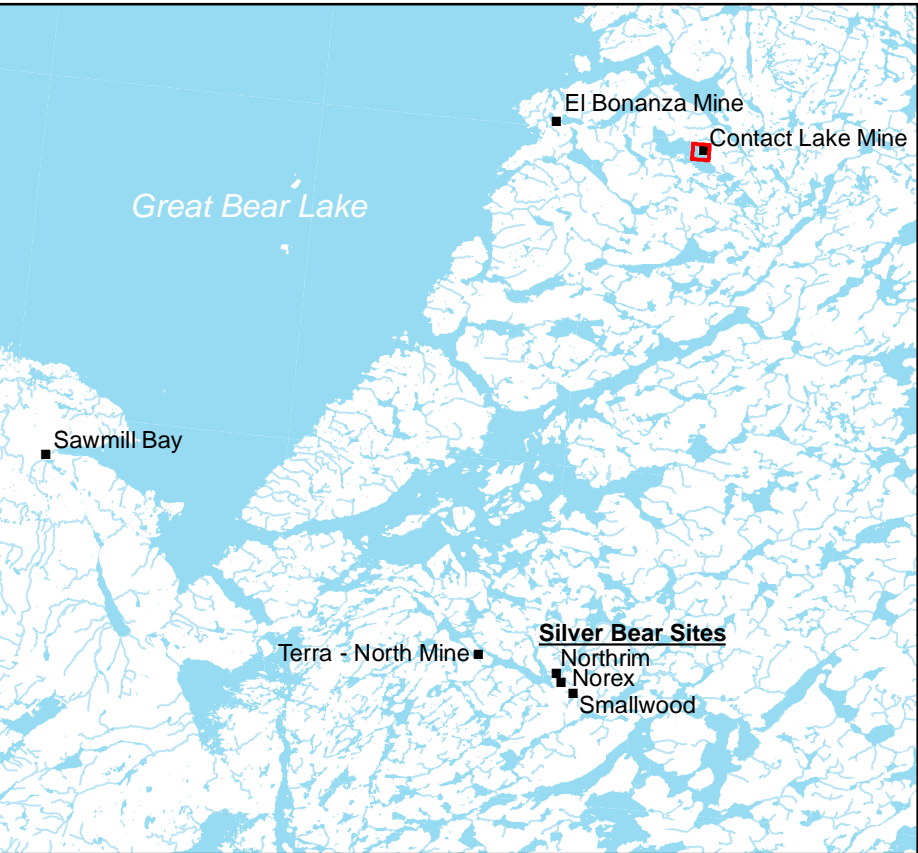 El Bonanza Mine
Contact Lake Mine
Great Bear Lake
Sawmill Bay
Silver Bear Sites
Terra - North Mine
Northrim
Norex
Smallwood